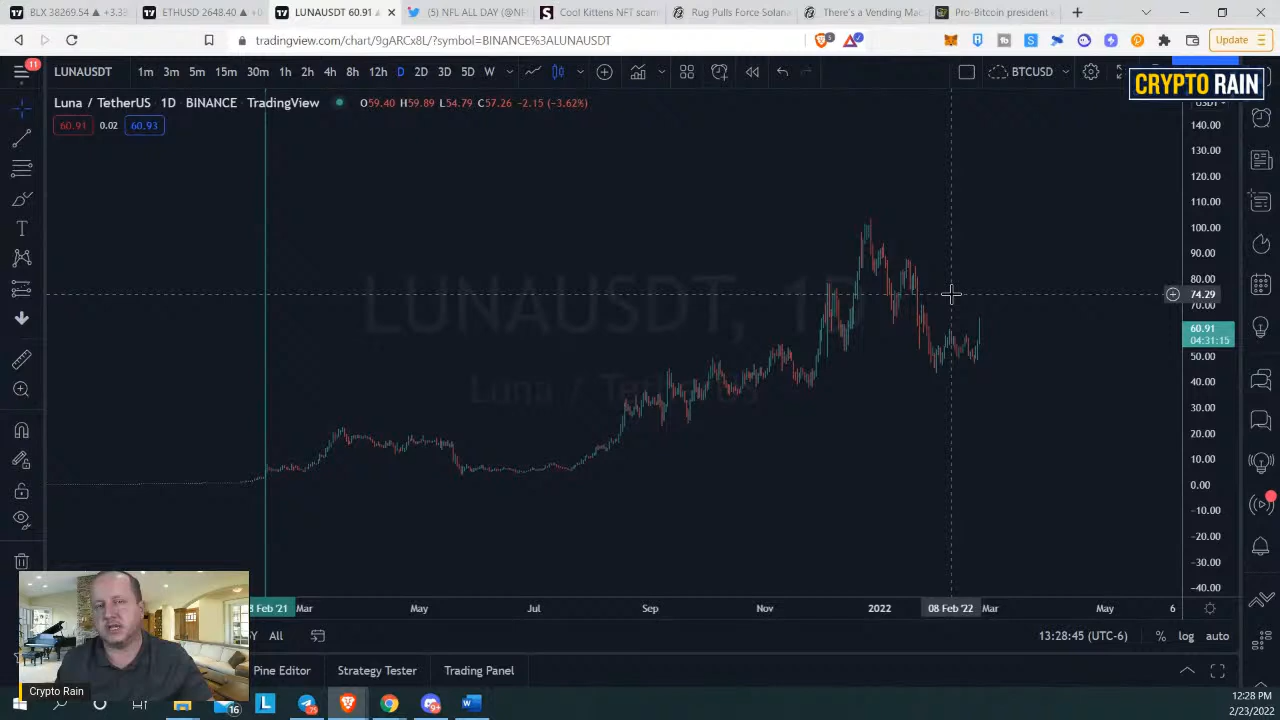 BLX 38269.54 ▲ +3.3
ETHUSD 2648.40 ▲ +0
LUNAUSDT 60.91 ▲
(5) NFL ALL DAY (@NF
Cool Kittens NFT scam
Rug Pulls Force Solana
There's a Vending Mac
Pro-Bitcoin president
tradingview.com/chart/9gARCx8L/?symbol=BINANCE%3ALUNAUSDT
5
1
Update
11
LUNAUSDT
1m 3m 5m 15m 30m 1h 2h 4h 8h 12h D 2D 3D 5D W
BTCUSD
CRYPTO RAIN
Luna / TetherUS · 1D · BINANCE · TradingView
O59.40 H59.89 L54.79 C57.26 -2.15 (-3.62%)
USDT
60.91 0.02 60.93
140.00
130.00
120.00
110.00
100.00
90.00
80.00
74.29
70.00
60.91
04:31:15
50.00
40.00
30.00
20.00
10.00
0.00
-10.00
-20.00
-30.00
-40.00
LUNAUSDT, 1D
Luna / TetherUS
8 Feb '21 Mar May Jul Sep Nov 2022 08 Feb '22 Mar May 6
Y All
13:28:45 (UTC-6)
% log auto
Pine Editor Strategy Tester Trading Panel
Crypto Rain
16
75
12:28 PM
2/23/2022